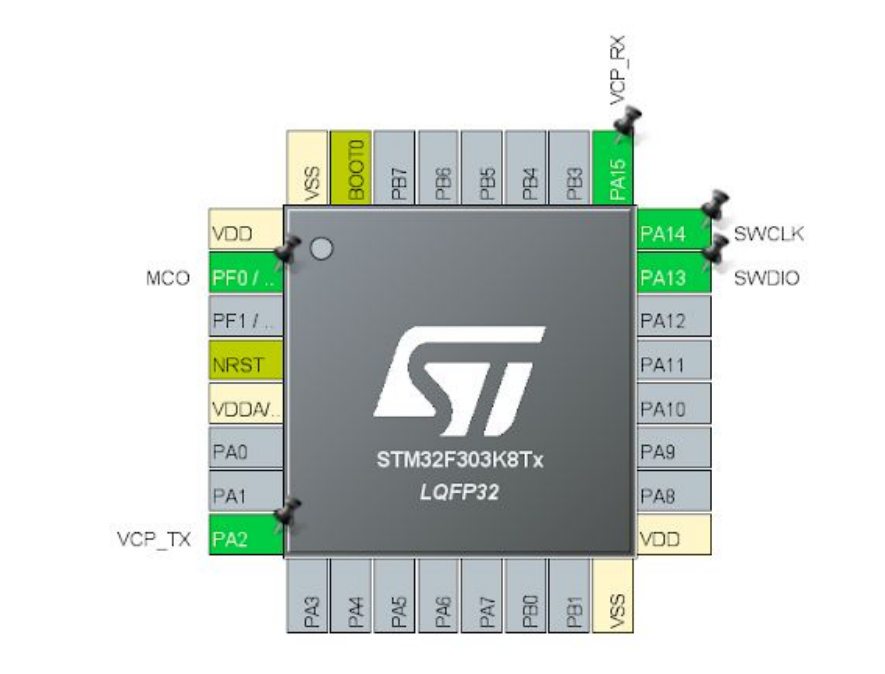 VCP_RX
VSS
BOOT0
PB7
PB6
PB5
PB4
PB3
PA15
VDD
MCO
PF0 / ..
PF1 / ..
NRST
VDDA/..
PA0
PA1
VCP_TX
PA2
PA14
SWCLK
PA13
SWDIO
PA12
PA11
PA10
PA9
PA8
VDD
ST
STM32F303K8Tx
LQFP32
PA3
PA4
PA5
PA6
PA7
PB0
PB1
VSS